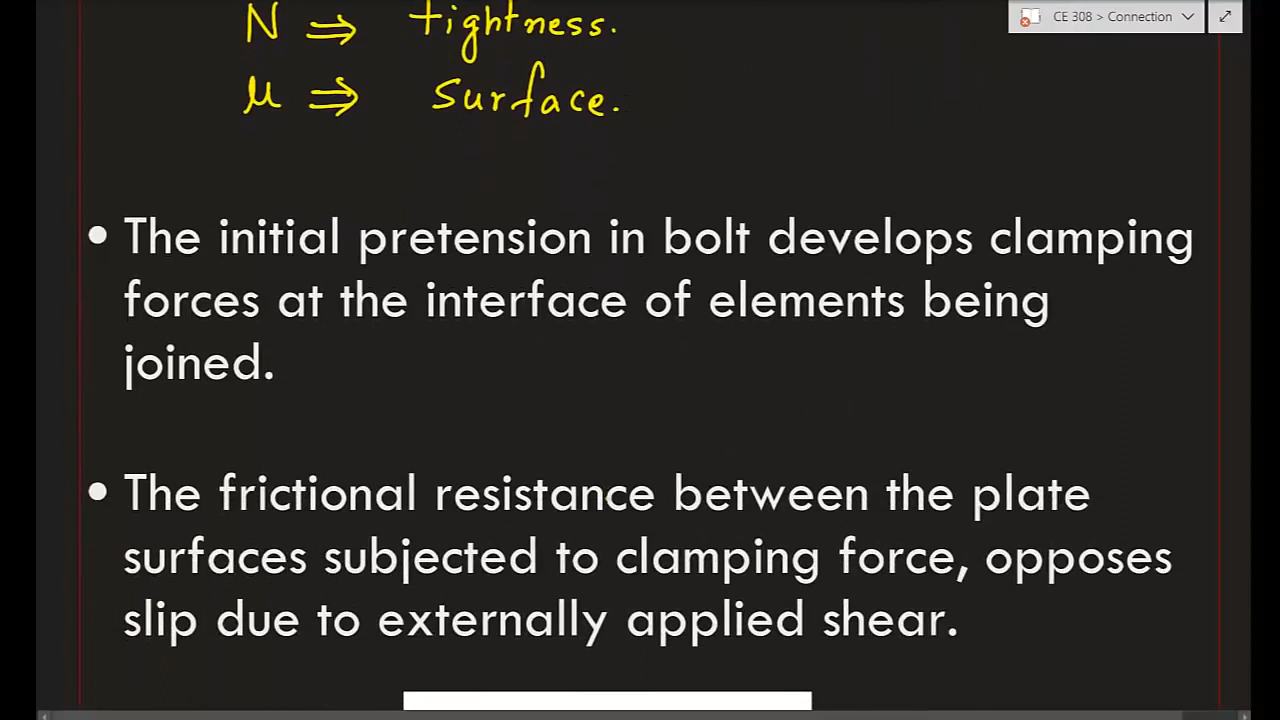 CE 308 > Connection
N ⇒ tightness.
μ ⇒ surface.
• The initial pretension in bolt develops clamping
forces at the interface of elements being
joined.
• The frictional resistance between the plate
surfaces subjected to clamping force, opposes
slip due to externally applied shear.